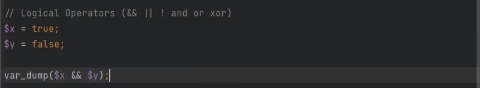 // Logical Operators (&& || ! and or xor)
$x = true;
$y = false;
var_dump($x && $y);